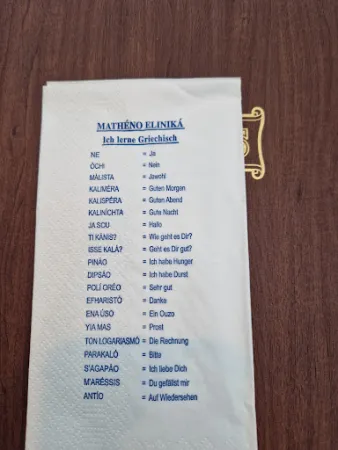 MATHÉNO ELINIKÁ
Ich lerne Griechisch
NE = Ja
ÓCHI = Nein
MÁLISTA = Jawohl
KALIMÉRA = Guten Morgen
KALISPÉRA = Guten Abend
KALINÍCHTA = Gute Nacht
JA SOU = Hallo
TI KÁNIS? = Wie geht es Dir?
ISSE KALÁ? = Geht es Dir gut?
PINÁO = Ich habe Hunger
DIPSÁO = Ich habe Durst
POLÍ ORÉO = Sehr gut
EFHARISTÓ = Danke
ENA ÚSO = Ein Ouzo
YIA MAS = Prost
TON LOGARIASMÓ = Die Rechnung
PARAKALÓ = Bitte
S'AGAPÁO = Ich liebe Dich
M'ARÉSSIS = Du gefällst mir
ANTÍO = Auf Wiedersehen